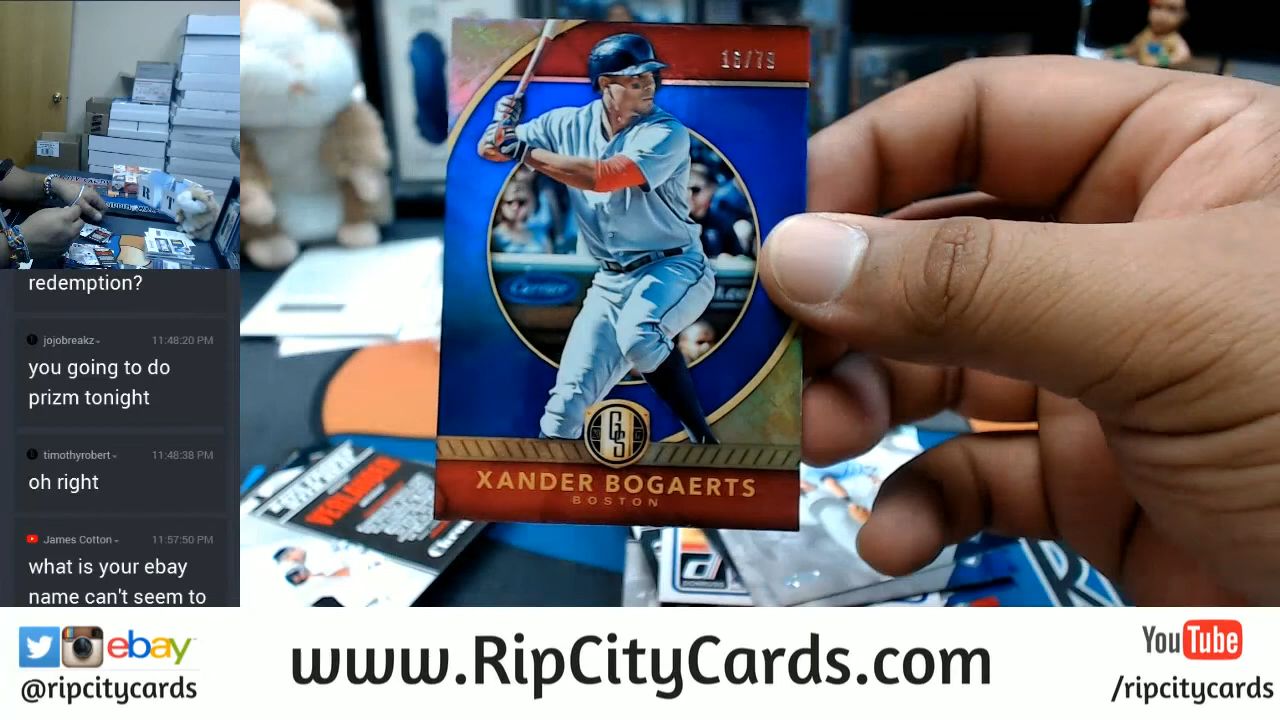 redemption?
jojobreakz
11:48:20 PM
you going to do
prizm tonight
timothyrobert
11:48:38 PM
oh right
James Cotton
11:57:50 PM
what is your ebay
name can't seem to
GS
XANDER BOGAERTS
BOSTON
ebay
@ripcitycards
www.RipCityCards.com
YouTube
/ripcitycards